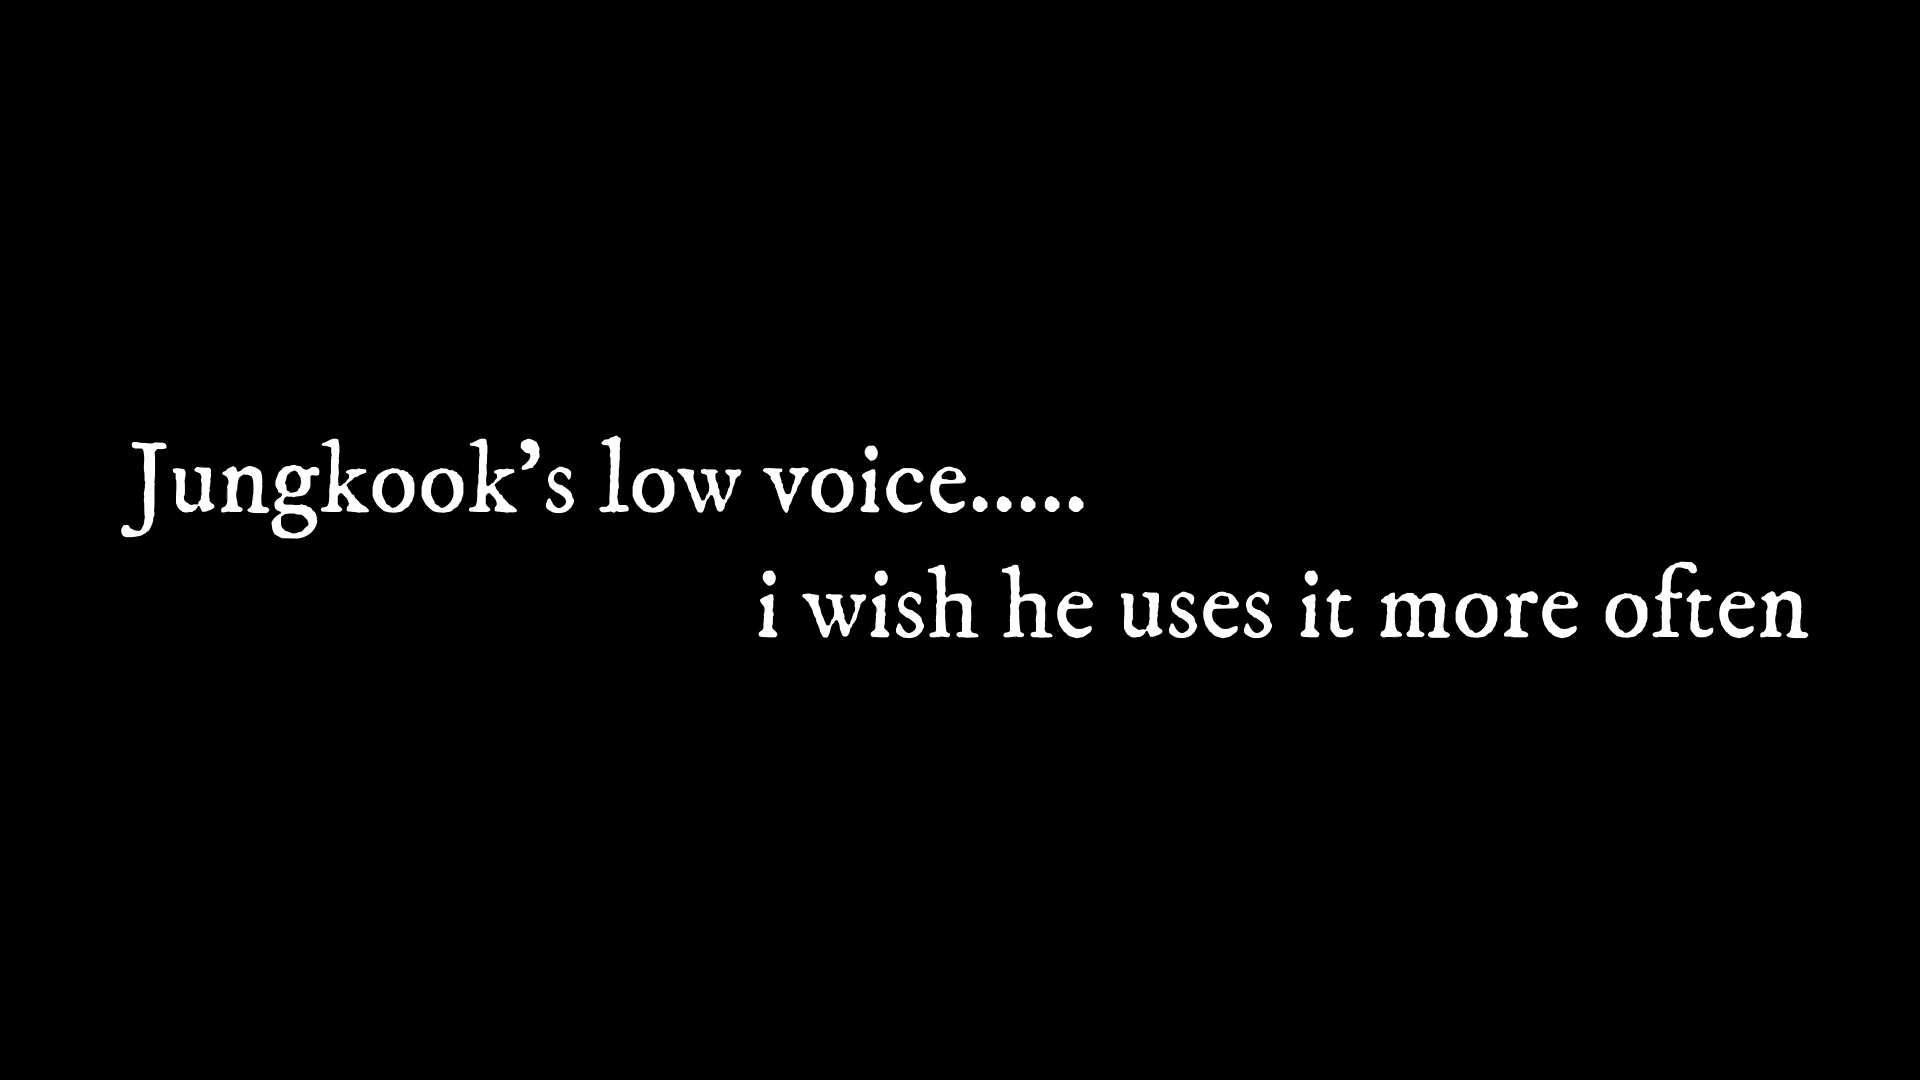 Jungkook’s low voice.....
i wish he uses it more often